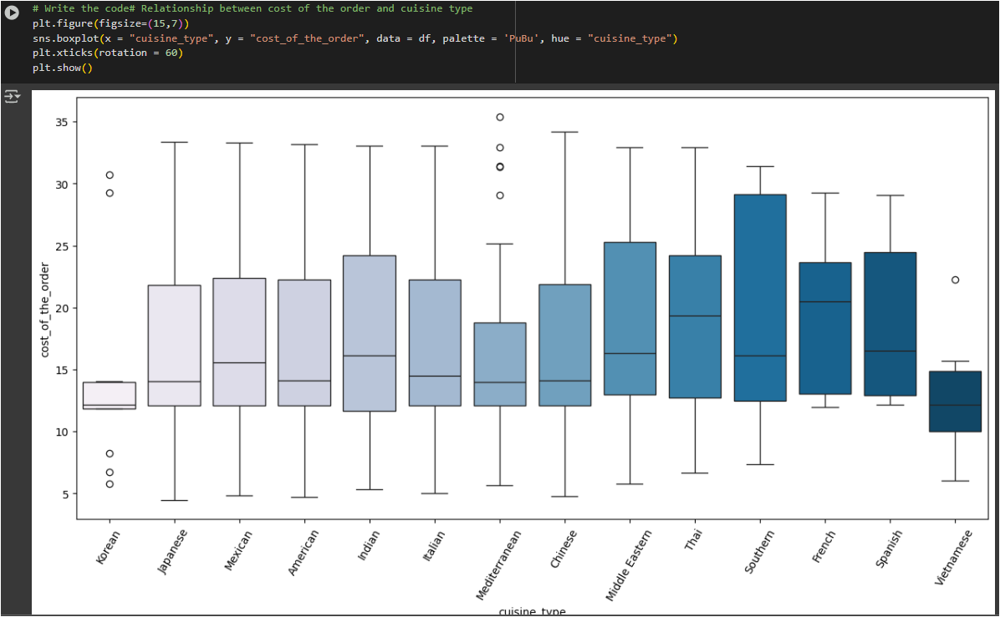 # Write the code# Relationship between cost of the order and cuisine type
plt.figure(figsize=(15,7))
sns.boxplot(x = "cuisine_type", y = "cost_of_the_order", data = df, palette = 'PuBu', hue = "cuisine_type")
plt.xticks(rotation = 60)
plt.show()
35
30
25
20
15
10
5
cost_of_the_order
Korean
Japanese
Mexican
American
Indian
Italian
Mediterranean
Chinese
Middle Eastern
Thai
Southern
French
Spanish
Vietnamese
cuisine_type